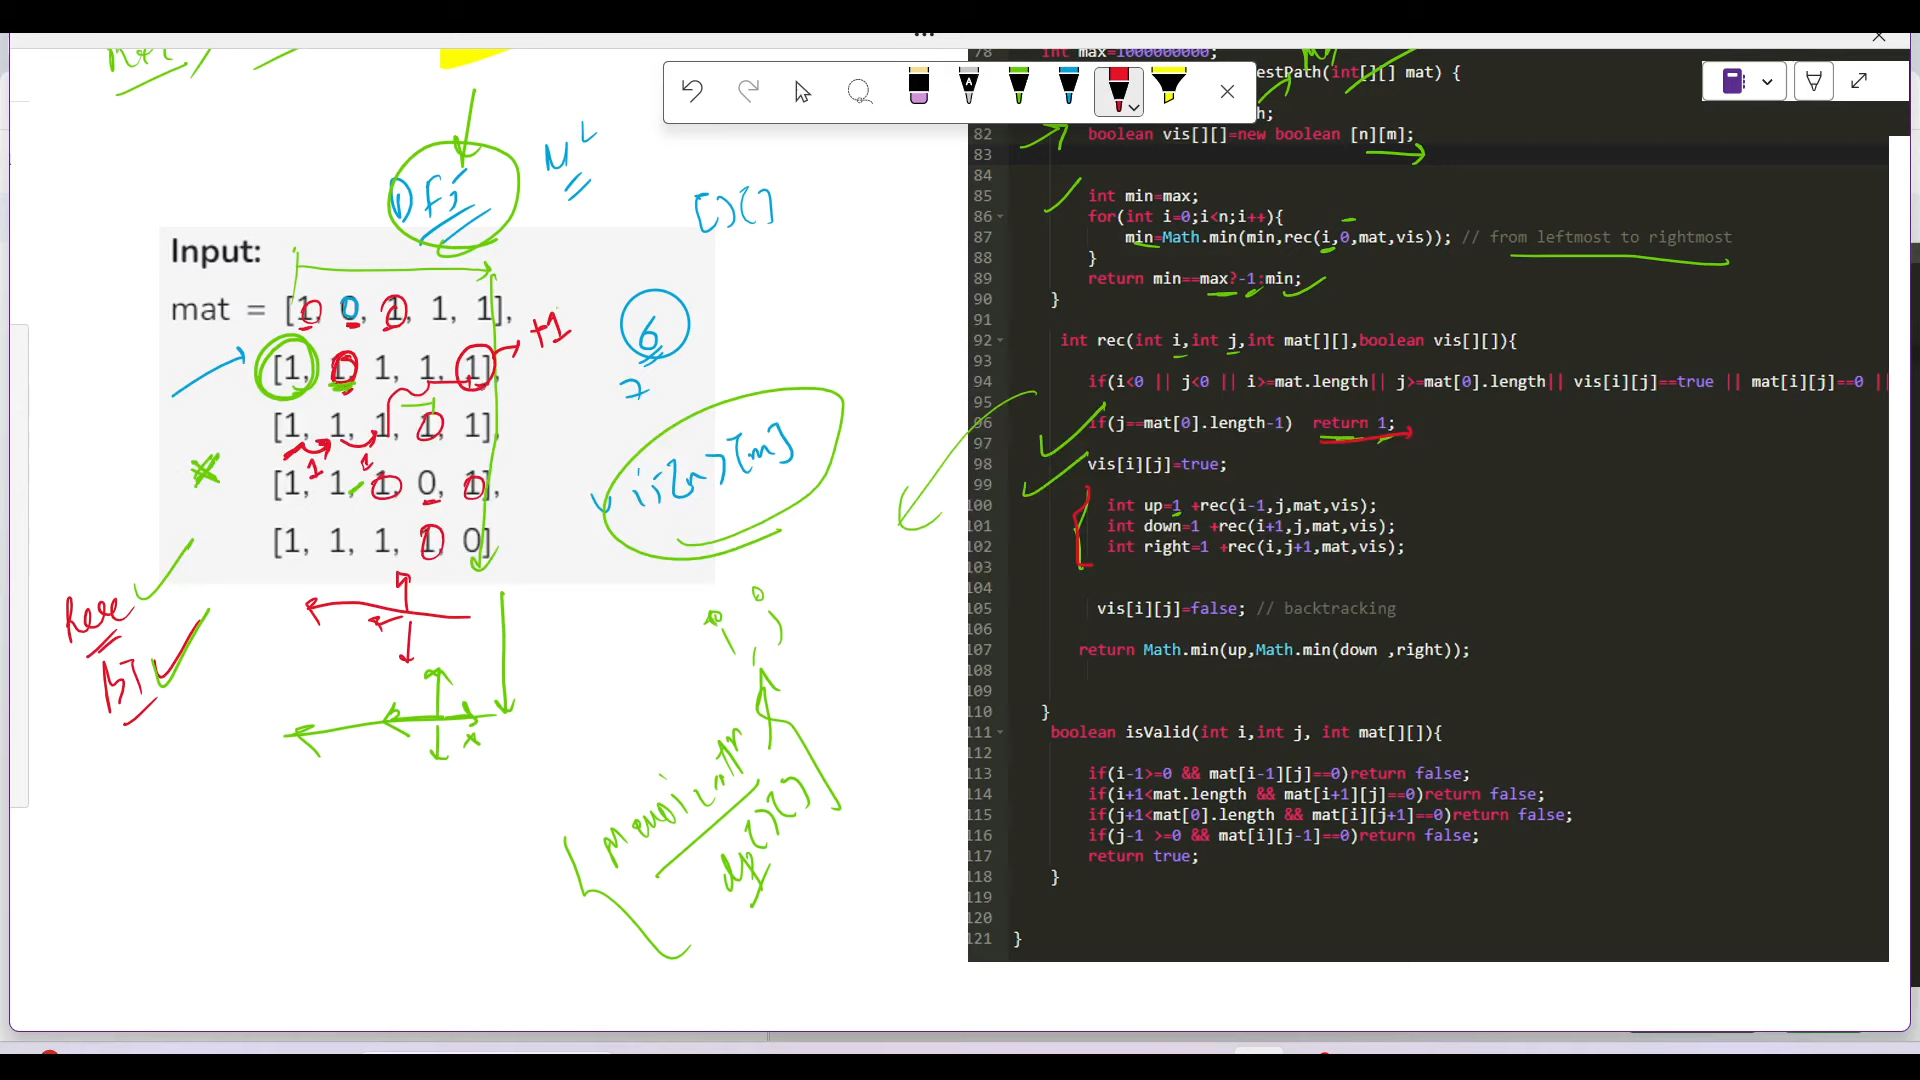 78 int max=1000000000;
estPath(int[][] mat) {
h;
82 boolean vis[][]=new boolean [n][m];
83
84
85 int min=max;
86 for(int i=0;i<n;i++){
87 min=Math.min(min,rec(i,0,mat,vis)); // from leftmost to rightmost
88 }
89 return min==max?-1:min;
90 }
91
92 int rec(int i,int j,int mat[][],boolean vis[][]){
93
94 if(i<0 || j<0 || i>=mat.length|| j>=mat[0].length|| vis[i][j]==true || mat[i][j]==0 ||
95
96 if(j==mat[0].length-1) return 1;
97
98 vis[i][j]=true;
99
100 int up=1 +rec(i-1,j,mat,vis);
101 int down=1 +rec(i+1,j,mat,vis);
102 int right=1 +rec(i,j+1,mat,vis);
103
104
105 vis[i][j]=false; // backtracking
106
107 return Math.min(up,Math.min(down ,right));
108
109
110 }
111 boolean isValid(int i,int j, int mat[][]){
112
113 if(i-1>=0 && mat[i-1][j]==0)return false;
114 if(i+1<mat.length && mat[i+1][j]==0)return false;
115 if(j+1<mat[0].length && mat[i][j+1]==0)return false;
116 if(j-1 >=0 && mat[i][j-1]==0)return false;
117 return true;
118 }
119
120
121 }
Input:
mat = [1, 0, 1, 1, 1],
[1, 1, 1, 1, 1],
[1, 1, 1, 1, 1],
[1, 1, 1, 0, 1],
[1, 1, 1, 1, 0]
[][]
+1
6
7
vis[n][m]
1 1
Rec
BT
i j
dp[][]